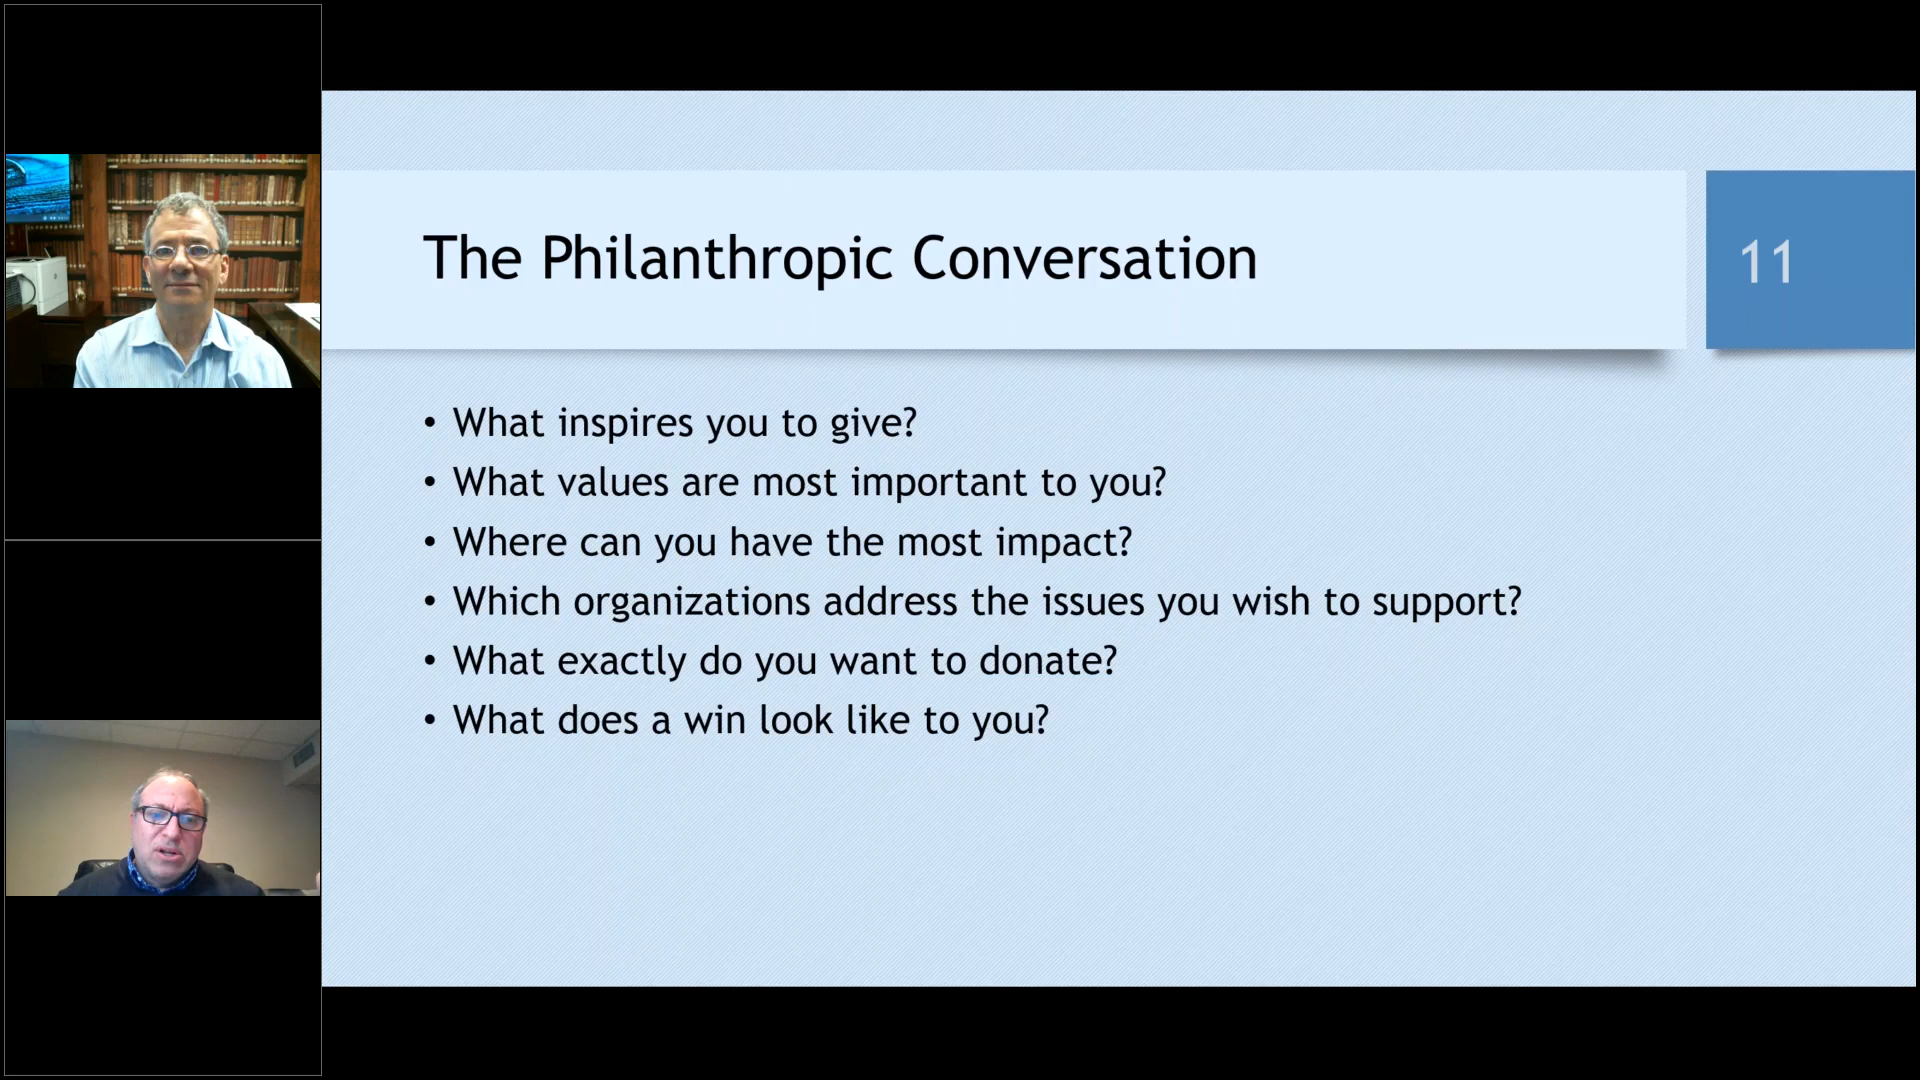 The Philanthropic Conversation
11
• What inspires you to give?
• What values are most important to you?
• Where can you have the most impact?
• Which organizations address the issues you wish to support?
• What exactly do you want to donate?
• What does a win look like to you?